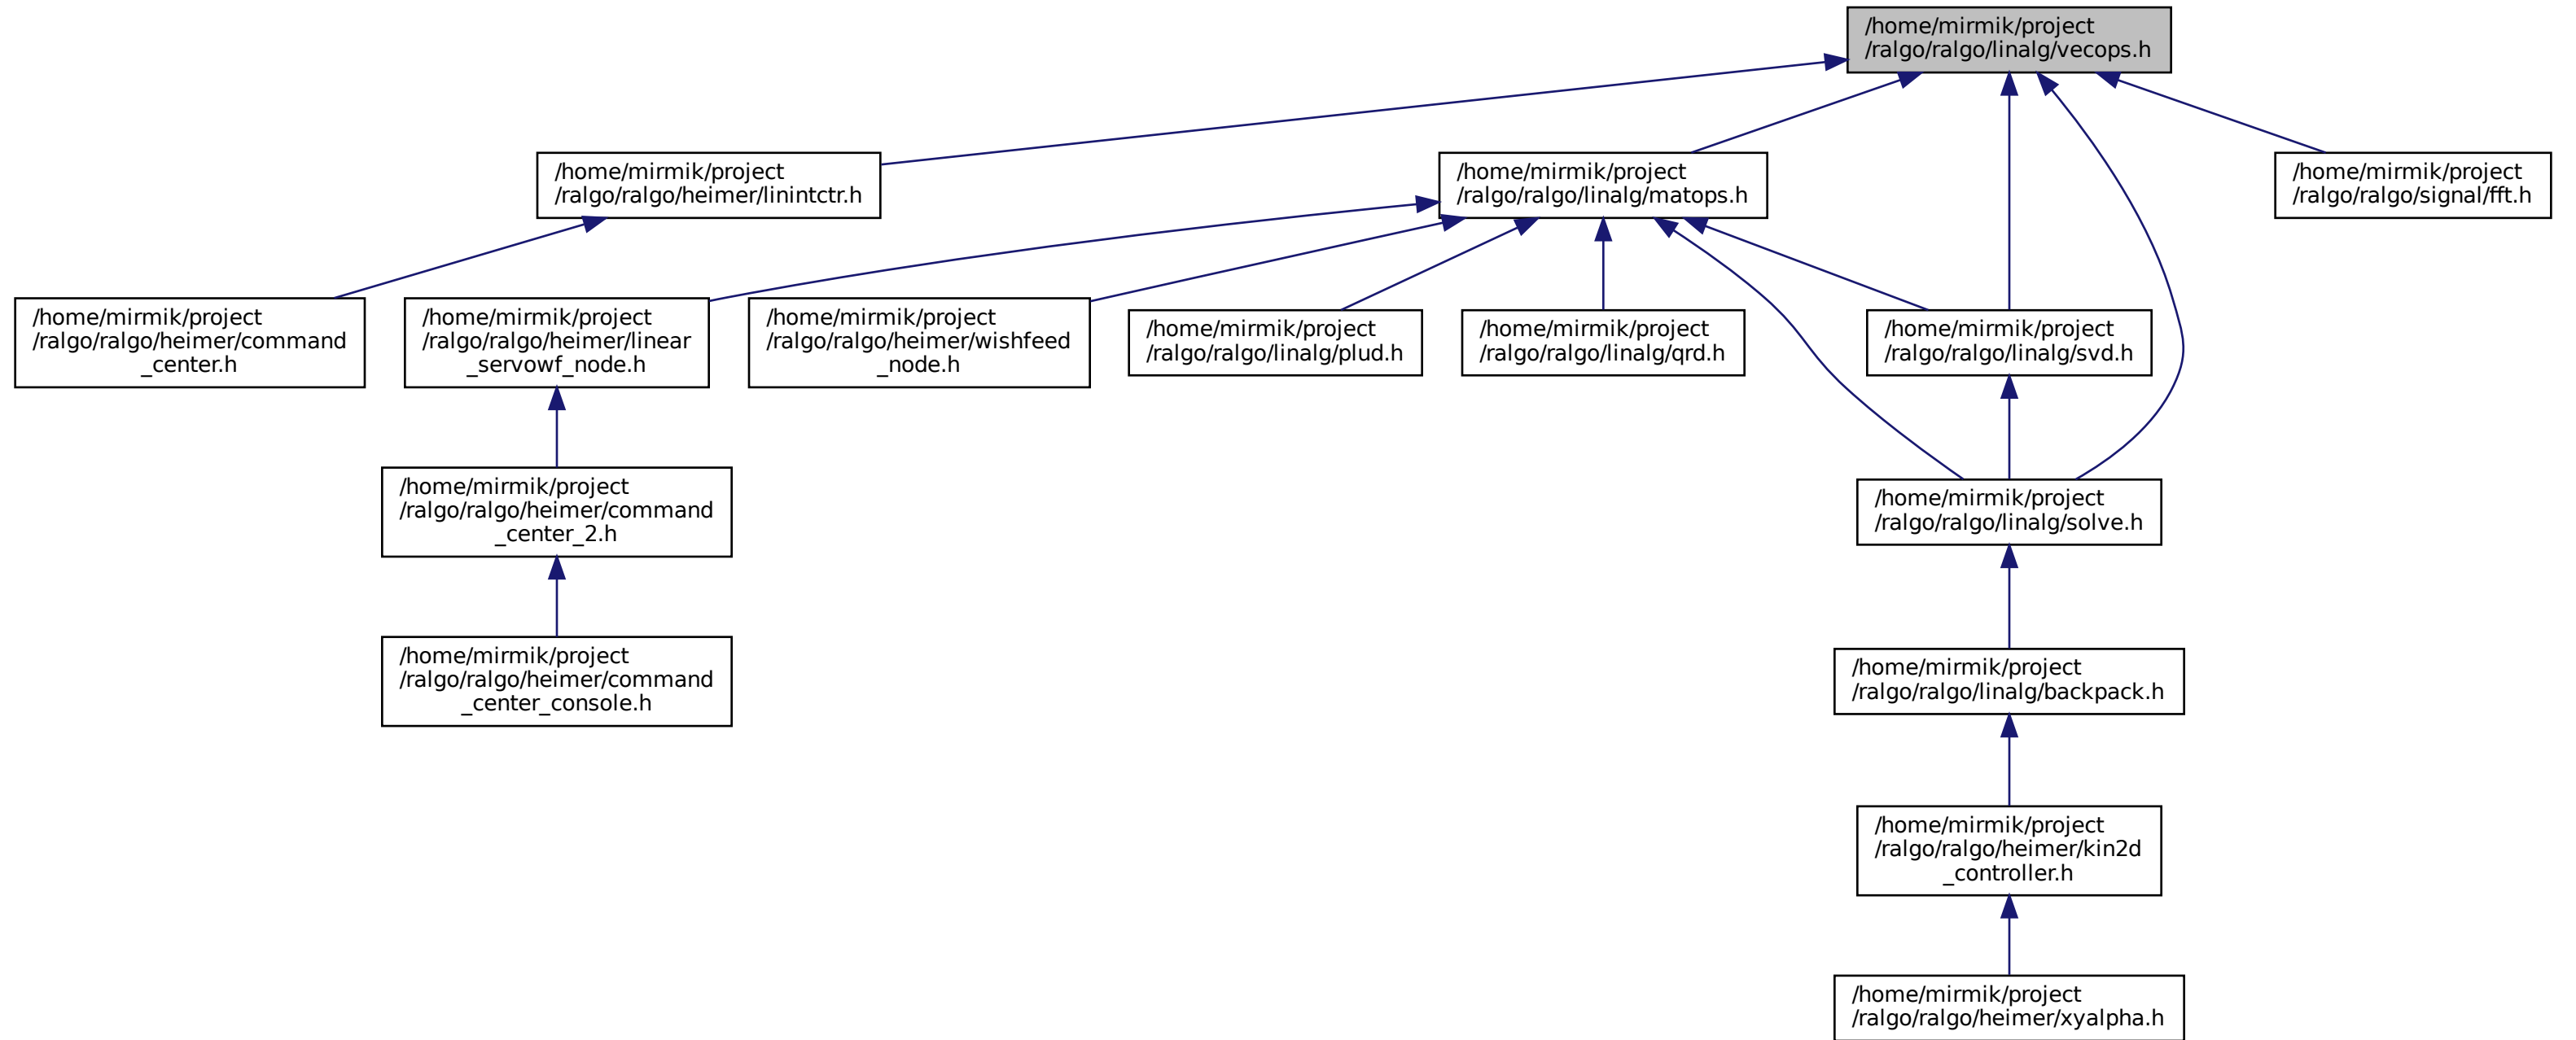 /home/mirmik/project
/ralgo/ralgo/linalg/vecops.h
/home/mirmik/project
/ralgo/ralgo/heimer/linintctr.h
/home/mirmik/project
/ralgo/ralgo/linalg/matops.h
/home/mirmik/project
/ralgo/ralgo/signal/fft.h
/home/mirmik/project
/ralgo/ralgo/heimer/command
_center.h
/home/mirmik/project
/ralgo/ralgo/heimer/linear
_servowf_node.h
/home/mirmik/project
/ralgo/ralgo/heimer/wishfeed
_node.h
/home/mirmik/project
/ralgo/ralgo/linalg/plud.h
/home/mirmik/project
/ralgo/ralgo/linalg/qrd.h
/home/mirmik/project
/ralgo/ralgo/linalg/svd.h
/home/mirmik/project
/ralgo/ralgo/heimer/command
_center_2.h
/home/mirmik/project
/ralgo/ralgo/linalg/solve.h
/home/mirmik/project
/ralgo/ralgo/heimer/command
_center_console.h
/home/mirmik/project
/ralgo/ralgo/linalg/backpack.h
/home/mirmik/project
/ralgo/ralgo/heimer/kin2d
_controller.h
/home/mirmik/project
/ralgo/ralgo/heimer/xyalpha.h